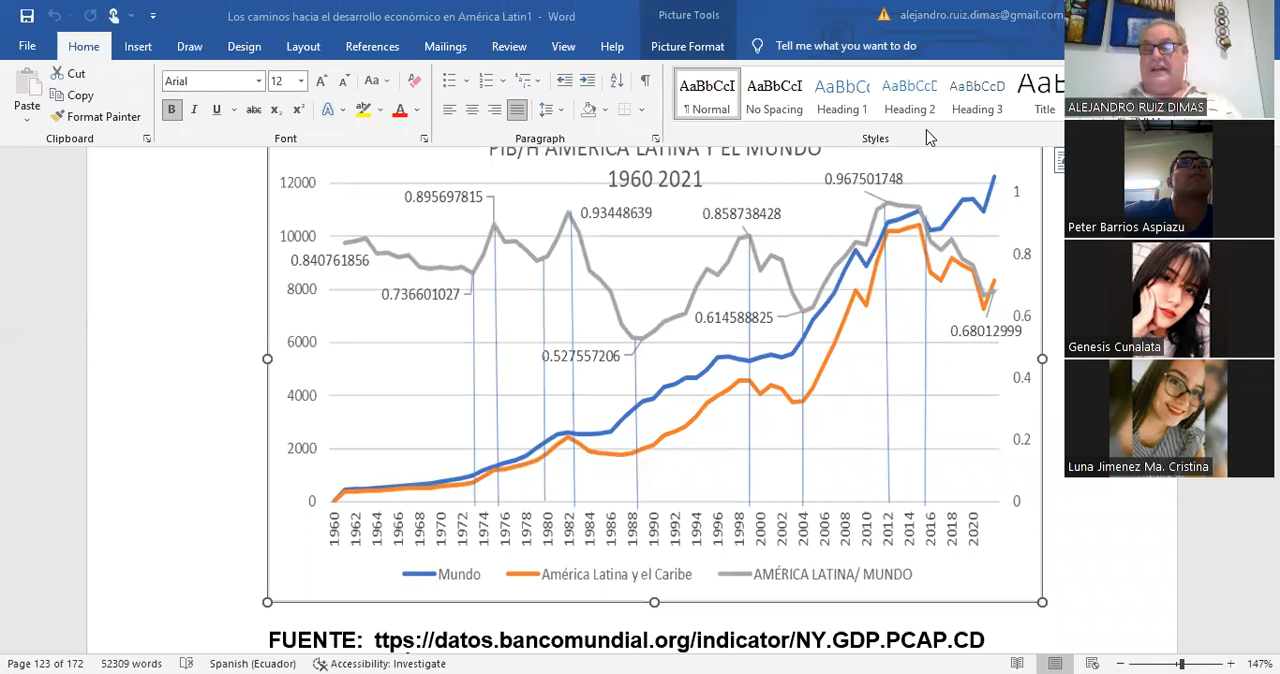 Los caminos hacia el desarrollo económico en América Latin1 - Word
Picture Tools
alejandro.ruiz.dimas@gmail.com
File Home Insert Draw Design Layout References Mailings Review View Help Picture Format Tell me what you want to do
Paste
Cut
Copy
Format Painter
Clipboard
Arial 12
Font
Paragraph
AaBbCcI AaBbCcI AaBbC AaBbCcD AaBbCcD AaB
¶ Normal No Spacing Heading 1 Heading 2 Heading 3 Title
Styles
PIB/H AMERICA LATINA Y EL MUNDO
1960 2021
12000
10000
8000
6000
4000
2000
0
1
0.8
0.6
0.4
0.2
0
0.840761856
0.736601027
0.895697815
0.93448639
0.527557206
0.858738428
0.614588825
0.967501748
0.68012999
1960 1962 1964 1966 1968 1970 1972 1974 1976 1978 1980 1982 1984 1986 1988 1990 1992 1994 1996 1998 2000 2002 2004 2006 2008 2010 2012 2014 2016 2018 2020
Mundo América Latina y el Caribe AMÉRICA LATINA/ MUNDO
FUENTE: ttps://datos.bancomundial.org/indicator/NY.GDP.PCAP.CD
Page 123 of 172 52309 words Spanish (Ecuador) Accessibility: Investigate 147%
ALEJANDRO RUIZ DIMAS
Peter Barrios Aspiazu
Genesis Cunalata
Luna Jimenez Ma. Cristina